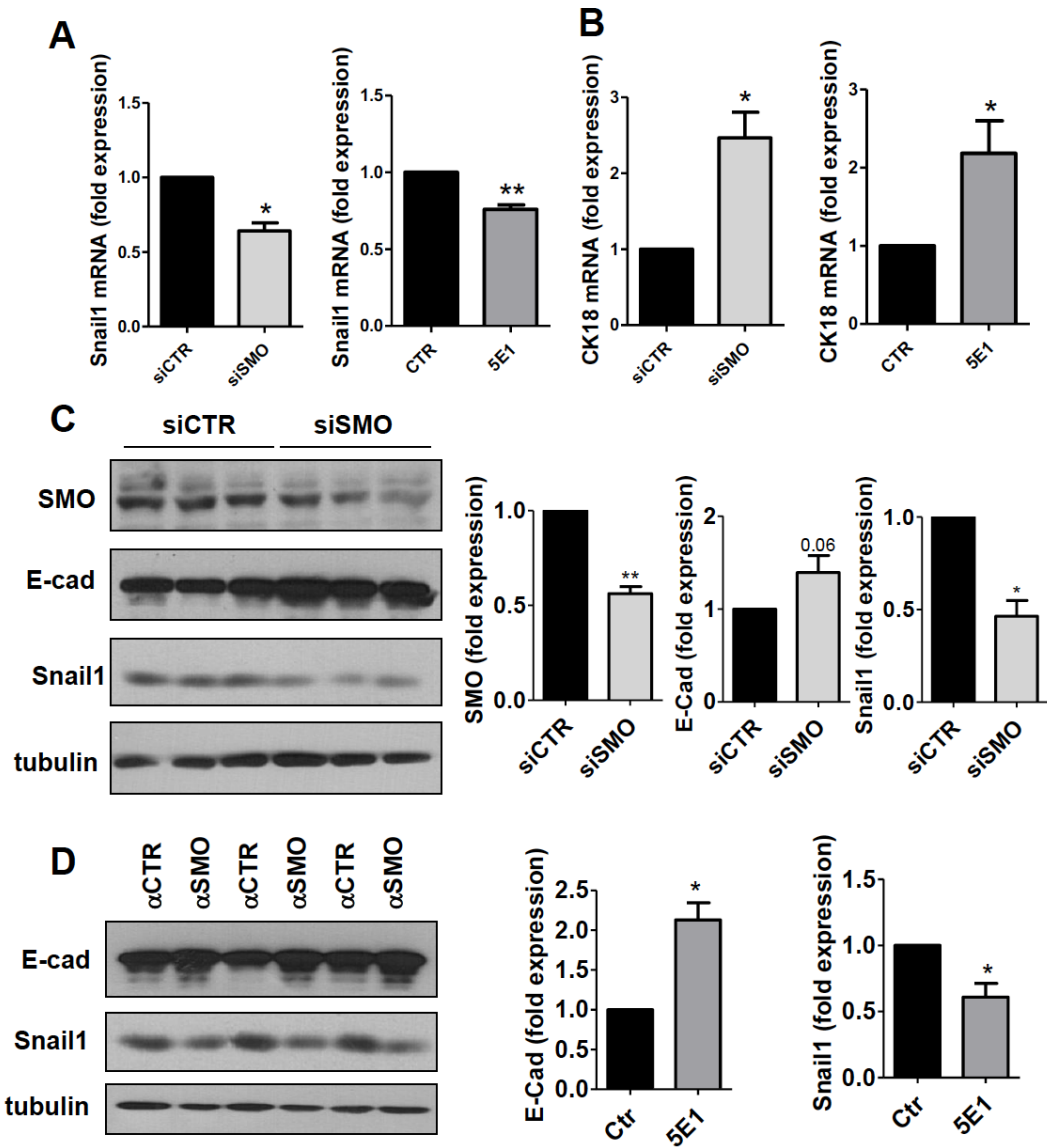 A
Snail1 mRNA (fold expression)
1.5
1.0
0.5
0.0
*
siCTR
siSMO
Snail1 mRNA (fold expression)
1.5
1.0
0.5
0.0
**
CTR
5E1
B
CK18 mRNA (fold expression)
3
2
1
0
*
siCTR
siSMO
CK18 mRNA (fold expression)
3
2
1
0
*
CTR
5E1
C
siCTR siSMO
SMO
E-cad
Snail1
tubulin
SMO (fold expression)
1.0
0.5
0.0
**
siCTR
siSMO
E-Cad (fold expression)
2
1
0
0.06
siCTR
siSMO
Snail1 (fold expression)
1.0
0.5
0.0
*
siCTR
siSMO
D
αCTR
αSMO
αCTR
αSMO
αCTR
αSMO
E-cad
Snail1
tubulin
E-Cad (fold expression)
2.5
2.0
1.5
1.0
0.5
0.0
*
Ctr
5E1
Snail1 (fold expression)
1.5
1.0
0.5
0.0
*
Ctr
5E1